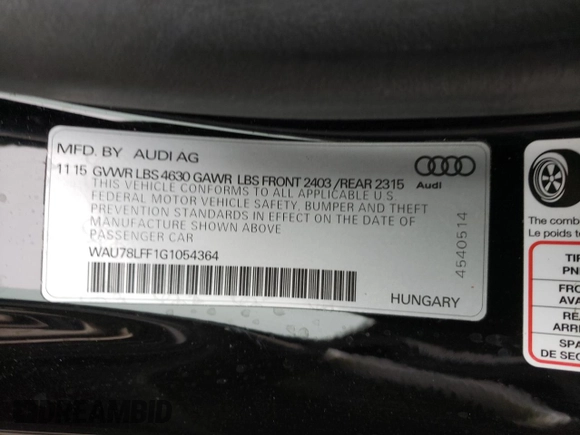 MFD. BY AUDI AG
11 15 GVWR LBS 4630 GAWR LBS FRONT 2403 /REAR 2315
THIS VEHICLE CONFORMS TO ALL APPLICABLE U.S.
FEDERAL MOTOR VEHICLE SAFETY, BUMPER AND THEFT
PREVENTION STANDARDS IN EFFECT ON THE DATE OF
MANUFACTURE SHOWN ABOVE
PASSENGER CAR
WAU78LFF1G1054364
HUNGARY
Audi
4540514
The comb
Le poids to
TIR
PN
FRO
AVA
RE
ARRI
SPA
DE SEC
DREAMBID